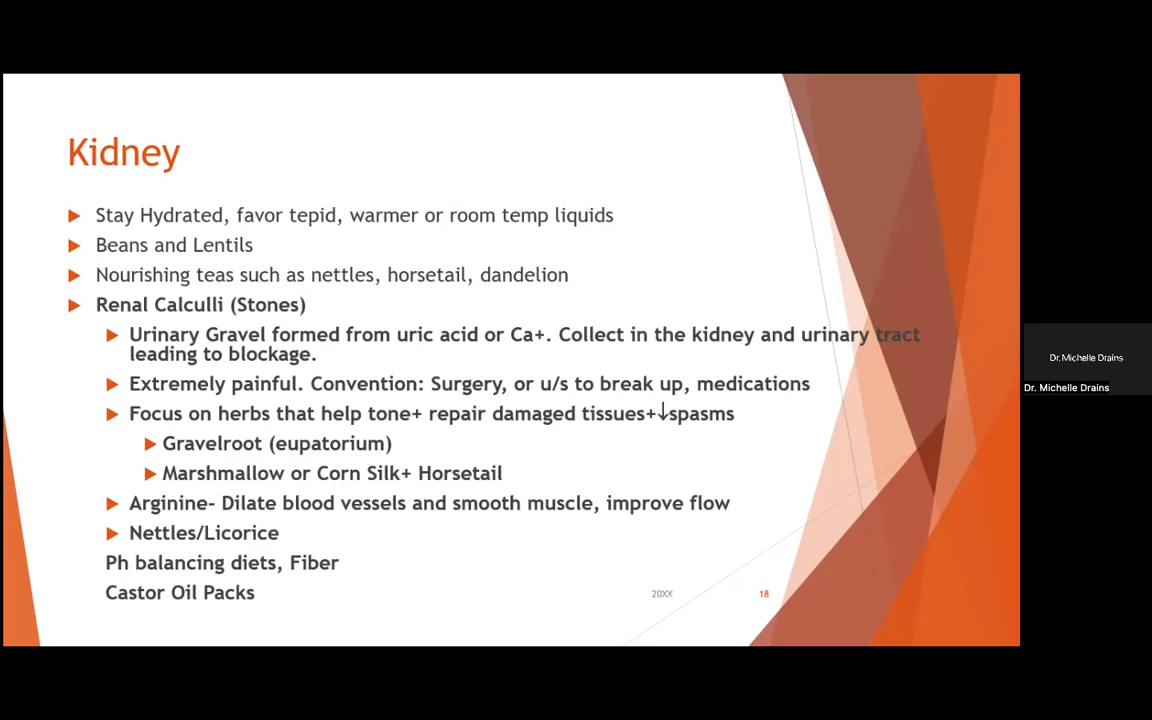 Kidney
Stay Hydrated, favor tepid, warmer or room temp liquids
Beans and Lentils
Nourishing teas such as nettles, horsetail, dandelion
Renal Calculli (Stones)
Urinary Gravel formed from uric acid or Ca+. Collect in the kidney and urinary tract
leading to blockage.
Extremely painful. Convention: Surgery, or u/s to break up, medications
Focus on herbs that help tone+ repair damaged tissues+↓spasms
Gravelroot (eupatorium)
Marshmallow or Corn Silk+ Horsetail
Arginine- Dilate blood vessels and smooth muscle, improve flow
Nettles/Licorice
Ph balancing diets, Fiber
Castor Oil Packs
20XX
18
Dr, Michelle Drains
Dr. Michelle Drains